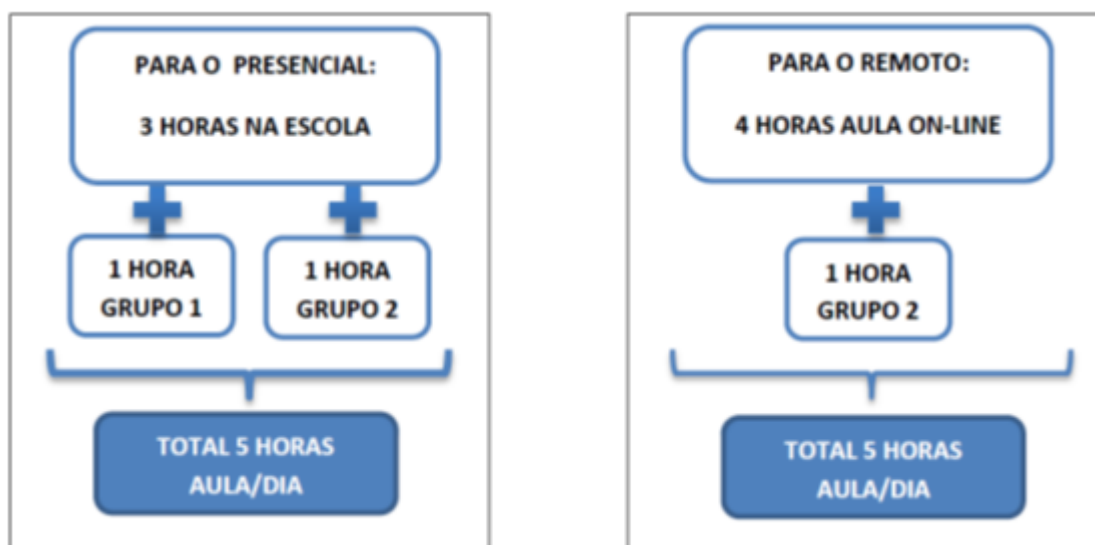 PARA O PRESENCIAL:
3 HORAS NA ESCOLA
1 HORA
GRUPO 1
1 HORA
GRUPO 2
TOTAL 5 HORAS
AULA/DIA
PARA O REMOTO:
4 HORAS AULA ON-LINE
1 HORA
GRUPO 2
TOTAL 5 HORAS
AULA/DIA